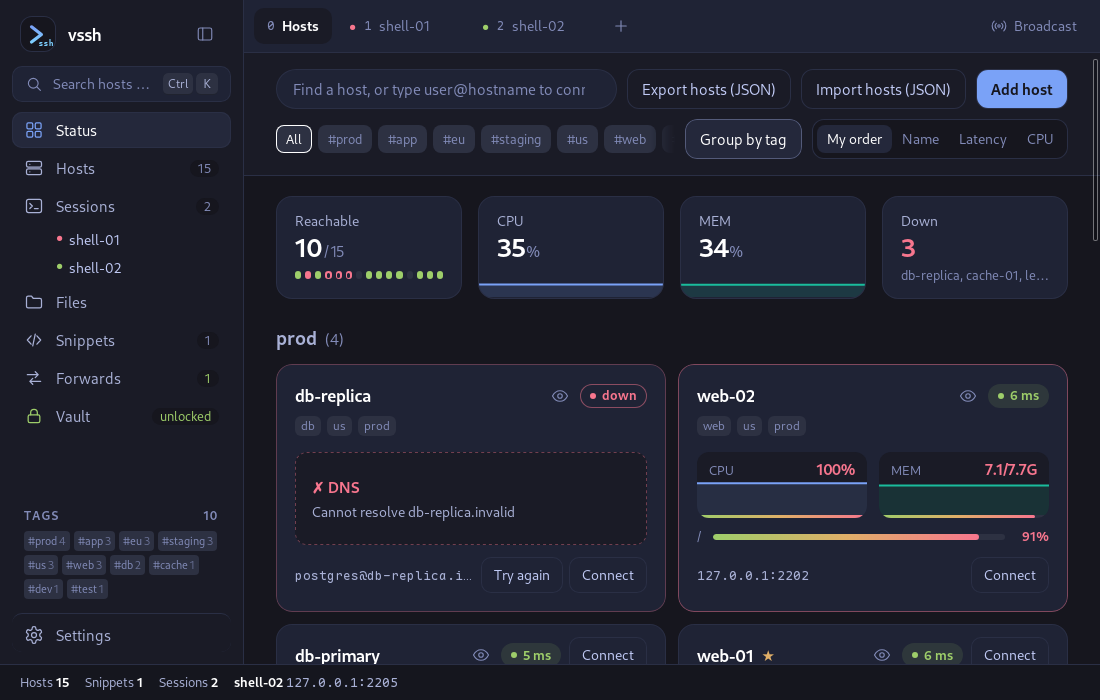 ssh
vssh
Search hosts … Ctrl K
Status
Hosts 15
Sessions 2
shell-01
shell-02
Files
Snippets 1
Forwards 1
Vault unlocked
TAGS 10
#prod 4 #app 3 #eu 3 #staging 3
#us 3 #web 3 #db 2 #cache 1
#dev 1 #test 1
Settings
0 Hosts 1 shell-01 2 shell-02 + Broadcast
Find a host, or type user@hostname to conr Export hosts (JSON) Import hosts (JSON) Add host
All #prod #app #eu #staging #us #web Group by tag My order Name Latency CPU
Reachable
10 / 15
CPU
35%
MEM
34%
Down
3
db-replica, cache-01, le…
prod (4)
db-replica down
db us prod
✗ DNS
Cannot resolve db-replica.invalid
postgres@db-replica.i… Try again Connect
web-02 6 ms
web us prod
CPU 100% MEM 7.1/7.7G
/ 91%
127.0.0.1:2202 Connect
db-primary 5 ms Connect
web-01 ★ 6 ms Connect
Hosts 15 Snippets 1 Sessions 2 shell-02 127.0.0.1:2205